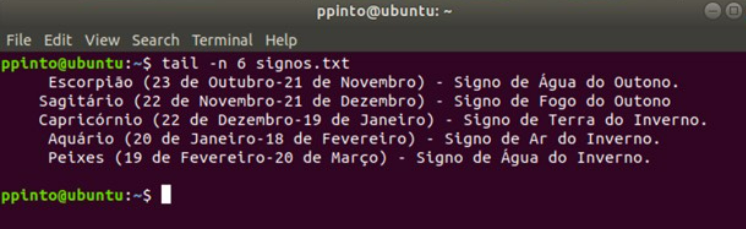 ppinto@ubuntu: ~
File Edit View Search Terminal Help
ppinto@ubuntu:~$ tail -n 6 signos.txt
Escorpião (23 de Outubro-21 de Novembro) - Signo de Água do Outono.
Sagitário (22 de Novembro-21 de Dezembro) - Signo de Fogo do Outono
Capricórnio (22 de Dezembro-19 de Janeiro) - Signo de Terra do Inverno.
Aquário (20 de Janeiro-18 de Fevereiro) - Signo de Ar do Inverno.
Peixes (19 de Fevereiro-20 de Março) - Signo de Água do Inverno.
ppinto@ubuntu:~$